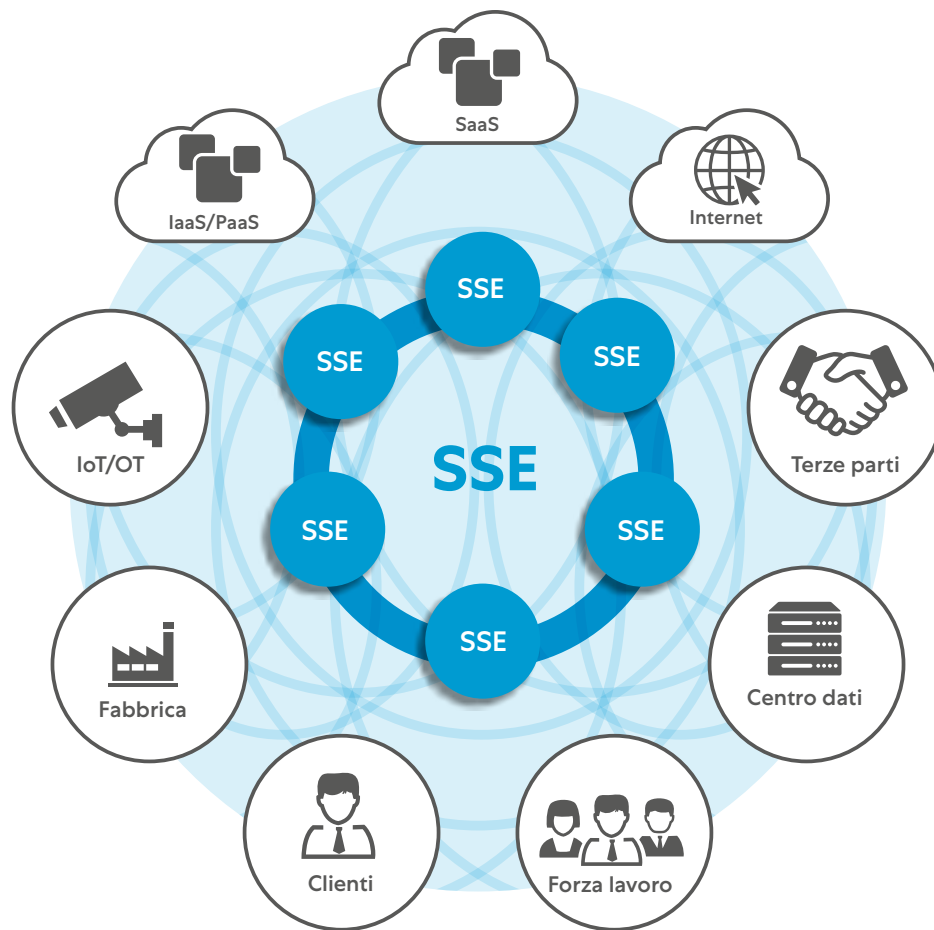 SaaS
IaaS/PaaS
Internet
SSE
SSE
SSE
IoT/OT
Terze parti
SSE
SSE
SSE
SSE
Fabbrica
Centro dati
Clienti
Forza lavoro